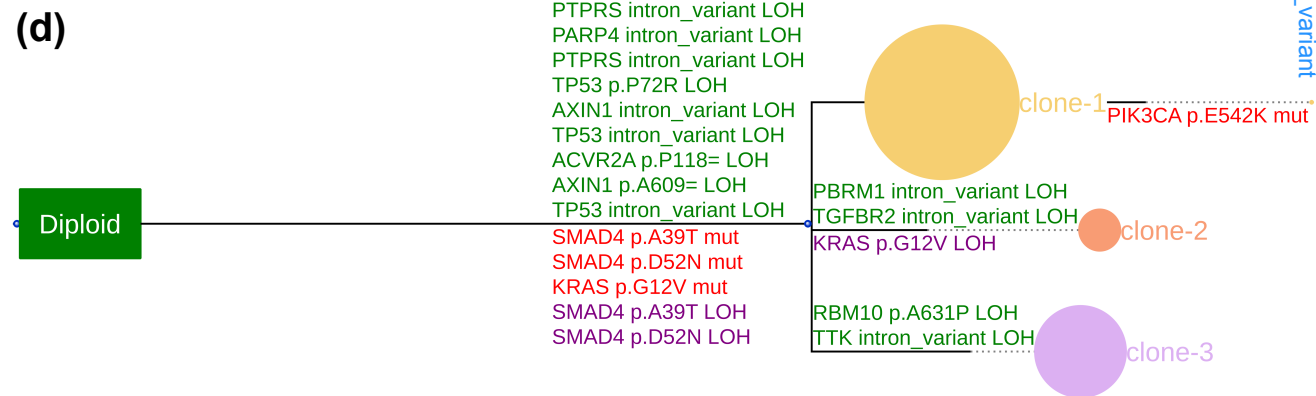 (d)
PTPRS intron_variant LOH
PARP4 intron_variant LOH
PTPRS intron_variant LOH
TP53 p.P72R LOH
AXIN1 intron_variant LOH
TP53 intron_variant LOH
ACVR2A p.P118= LOH
AXIN1 p.A609= LOH
TP53 intron_variant LOH
Diploid
SMAD4 p.A39T mut
SMAD4 p.D52N mut
KRAS p.G12V mut
SMAD4 p.A39T LOH
SMAD4 p.D52N LOH
clone-1
PIK3CA p.E542K mut
_variant
PBRM1 intron_variant LOH
TGFBR2 intron_variant LOH
KRAS p.G12V LOH
clone-2
RBM10 p.A631P LOH
TTK intron_variant LOH
clone-3